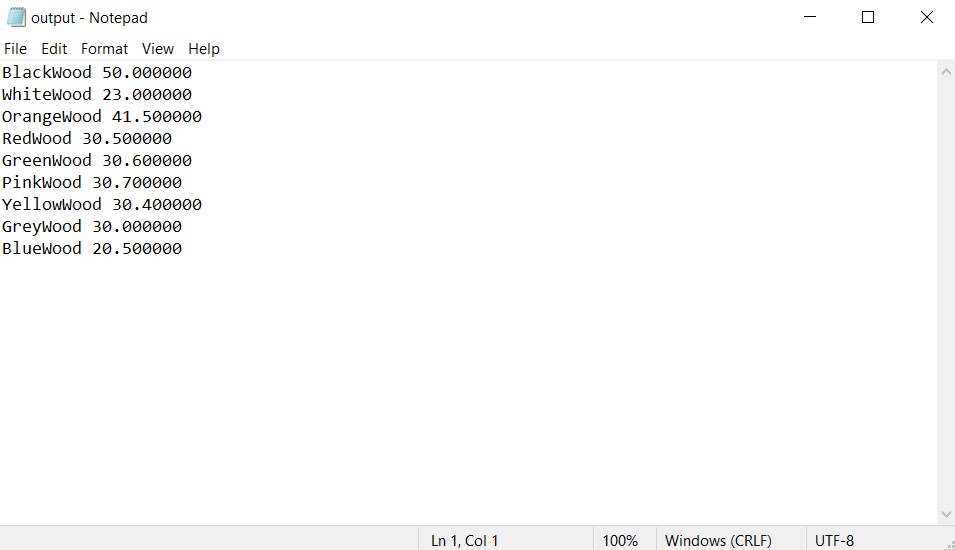 output - Notepad
File Edit Format View Help
BlackWood 50.000000
WhiteWood 23.000000
OrangeWood 41.500000
RedWood 30.500000
GreenWood 30.600000
PinkWood 30.700000
YellowWood 30.400000
GreyWood 30.000000
BlueWood 20.500000
Ln 1, Col 1 100% Windows (CRLF) UTF-8